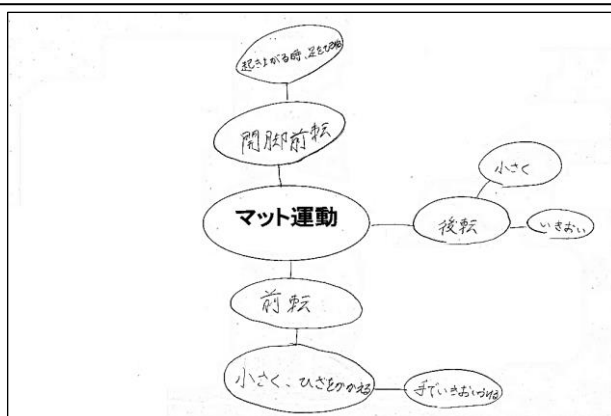 起き上がる時、足をひろげ
開脚前転
小さく
マット運動
後転
いきおい
前転
小さく、ひざをかかえる
手でいきおいつける